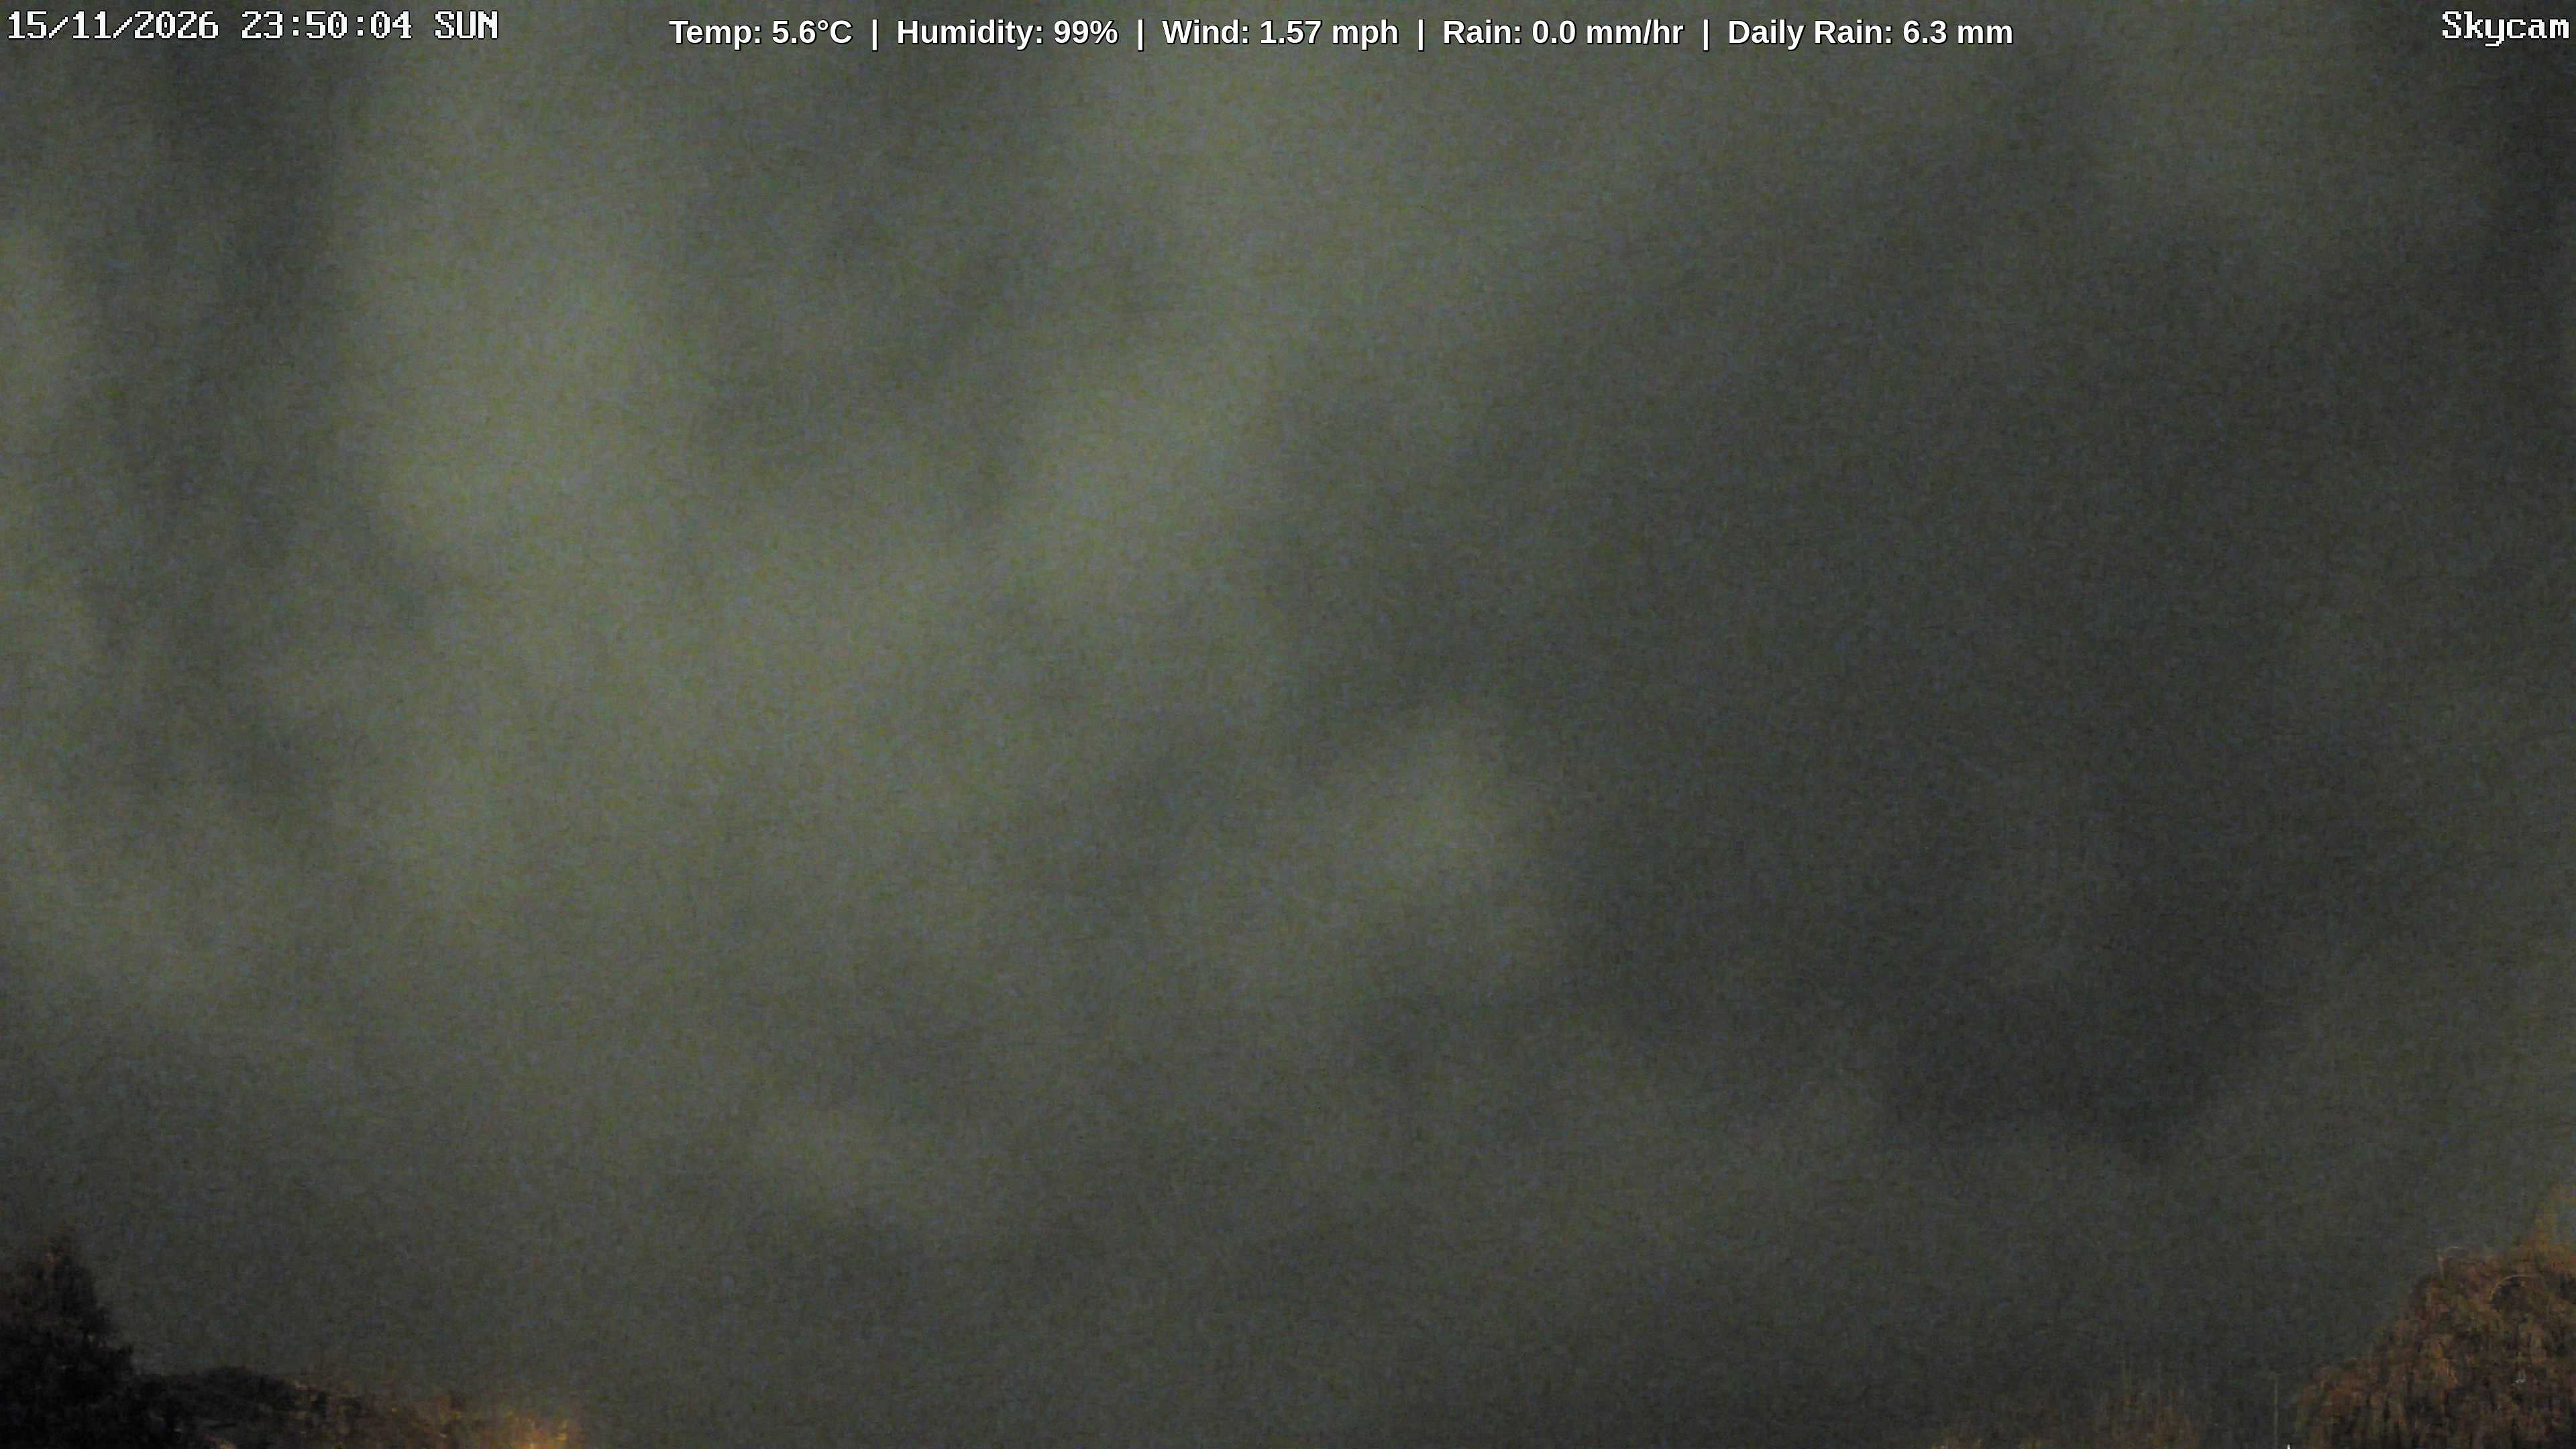 15/11/2026 23:50:04 SUN
Temp: 5.6°C | Humidity: 99% | Wind: 1.57 mph | Rain: 0.0 mm/hr | Daily Rain: 6.3 mm
Skycam